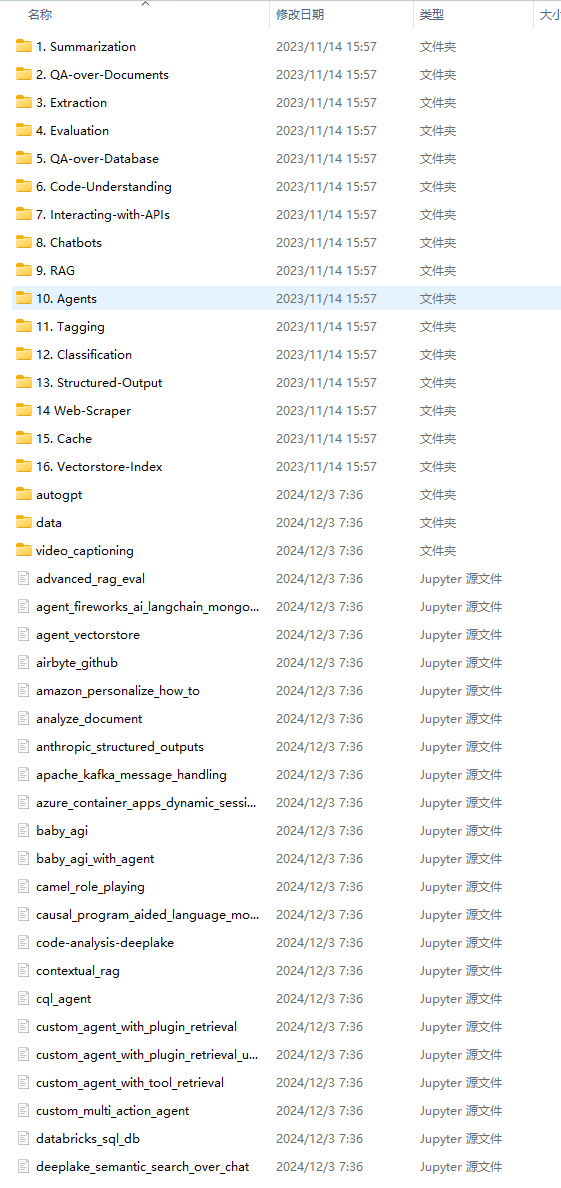 名称 修改日期 类型 大小
1. Summarization 2023/11/14 15:57 文件夹
2. QA-over-Documents 2023/11/14 15:57 文件夹
3. Extraction 2023/11/14 15:57 文件夹
4. Evaluation 2023/11/14 15:57 文件夹
5. QA-over-Database 2023/11/14 15:57 文件夹
6. Code-Understanding 2023/11/14 15:57 文件夹
7. Interacting-with-APIs 2023/11/14 15:57 文件夹
8. Chatbots 2023/11/14 15:57 文件夹
9. RAG 2023/11/14 15:57 文件夹
10. Agents 2023/11/14 15:57 文件夹
11. Tagging 2023/11/14 15:57 文件夹
12. Classification 2023/11/14 15:57 文件夹
13. Structured-Output 2023/11/14 15:57 文件夹
14 Web-Scraper 2023/11/14 15:57 文件夹
15. Cache 2023/11/14 15:57 文件夹
16. Vectorstore-Index 2023/11/14 15:57 文件夹
autogpt 2024/12/3 7:36 文件夹
data 2024/12/3 7:36 文件夹
video_captioning 2024/12/3 7:36 文件夹
advanced_rag_eval 2024/12/3 7:36 Jupyter 源文件
agent_fireworks_ai_langchain_mongo... 2024/12/3 7:36 Jupyter 源文件
agent_vectorstore 2024/12/3 7:36 Jupyter 源文件
airbyte_github 2024/12/3 7:36 Jupyter 源文件
amazon_personalize_how_to 2024/12/3 7:36 Jupyter 源文件
analyze_document 2024/12/3 7:36 Jupyter 源文件
anthropic_structured_outputs 2024/12/3 7:36 Jupyter 源文件
apache_kafka_message_handling 2024/12/3 7:36 Jupyter 源文件
azure_container_apps_dynamic_sessi... 2024/12/3 7:36 Jupyter 源文件
baby_agi 2024/12/3 7:36 Jupyter 源文件
baby_agi_with_agent 2024/12/3 7:36 Jupyter 源文件
camel_role_playing 2024/12/3 7:36 Jupyter 源文件
causal_program_aided_language_mo... 2024/12/3 7:36 Jupyter 源文件
code-analysis-deeplake 2024/12/3 7:36 Jupyter 源文件
contextual_rag 2024/12/3 7:36 Jupyter 源文件
cql_agent 2024/12/3 7:36 Jupyter 源文件
custom_agent_with_plugin_retrieval 2024/12/3 7:36 Jupyter 源文件
custom_agent_with_plugin_retrieval_u... 2024/12/3 7:36 Jupyter 源文件
custom_agent_with_tool_retrieval 2024/12/3 7:36 Jupyter 源文件
custom_multi_action_agent 2024/12/3 7:36 Jupyter 源文件
databricks_sql_db 2024/12/3 7:36 Jupyter 源文件
deeplake_semantic_search_over_chat 2024/12/3 7:36 Jupyter 源文件